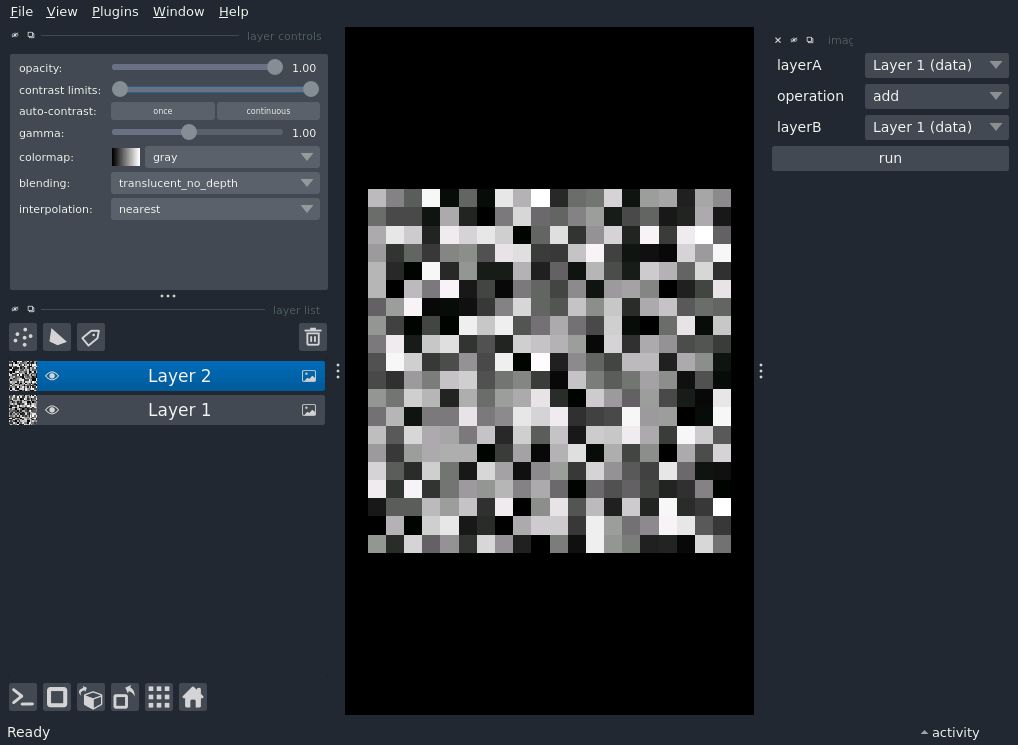 File View Plugins Window Help
layer controls
opacity: 1.00
contrast limits:
auto-contrast: once continuous
gamma: 1.00
colormap: gray
blending: translucent_no_depth
interpolation: nearest
layer list
Layer 2
Layer 1
imag
layerA Layer 1 (data)
operation add
layerB Layer 1 (data)
run
Ready
activity